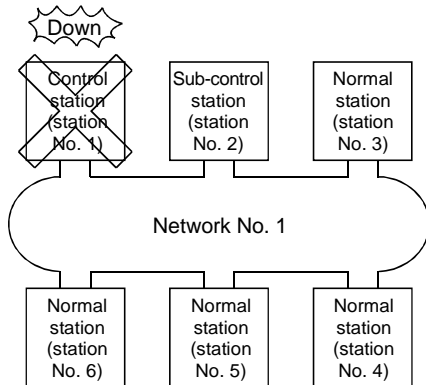 Down
Control
station
(station
No. 1)
Sub-control
station
(station
No. 2)
Normal
station
(station
No. 3)
Network No. 1
Normal
station
(station
No. 6)
Normal
station
(station
No. 5)
Normal
station
(station
No. 4)